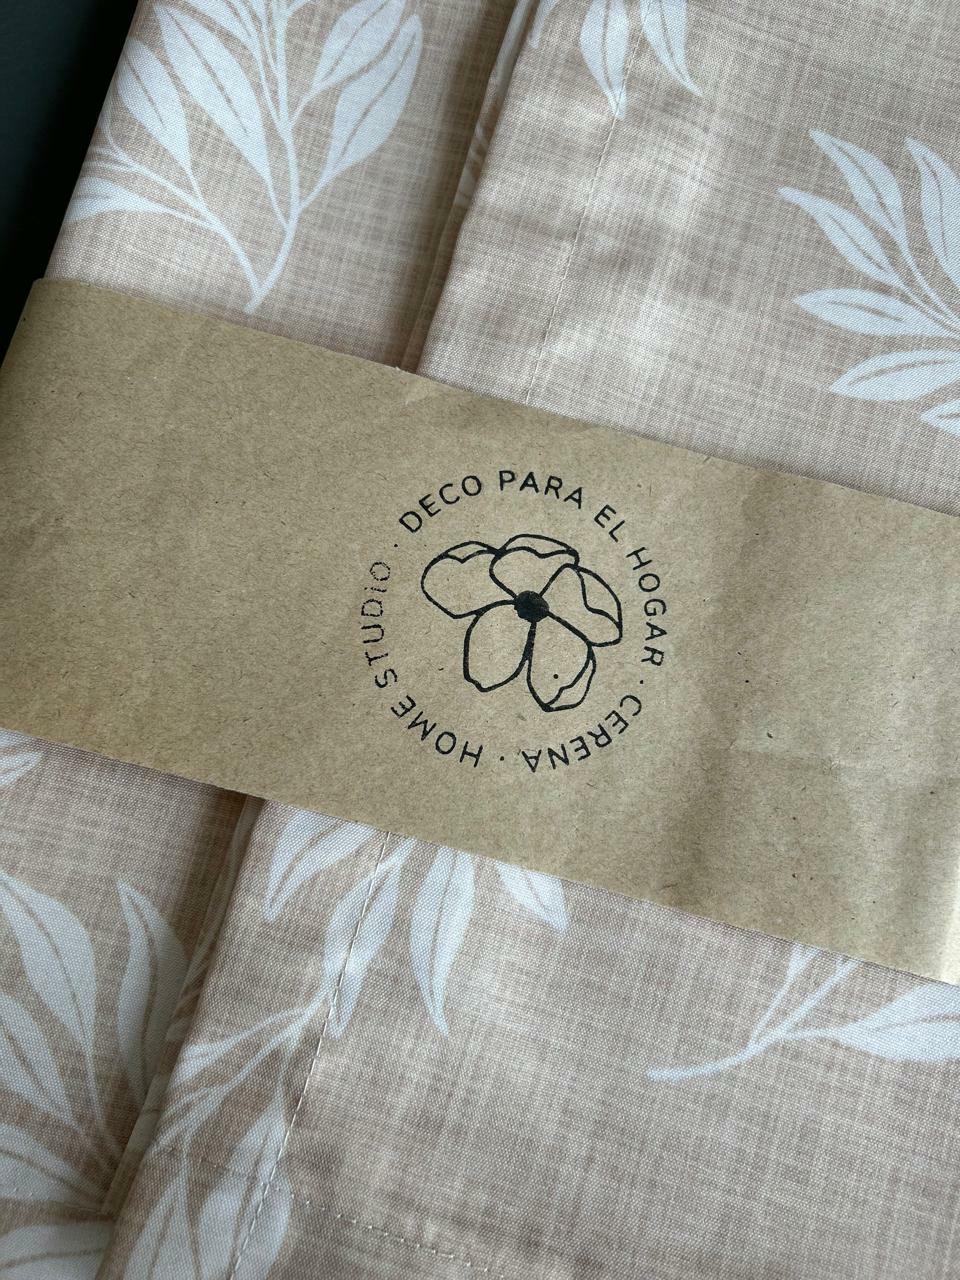 DECO PARA EL HOGAR · CERENA · HOME STUDiO ·